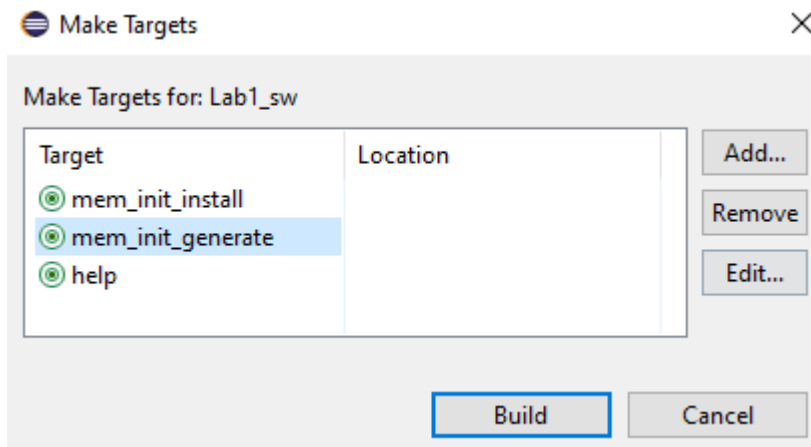 Make Targets
Make Targets for: Lab1_sw
Target Location
mem_init_install
mem_init_generate
help
Add...
Remove
Edit...
Build Cancel